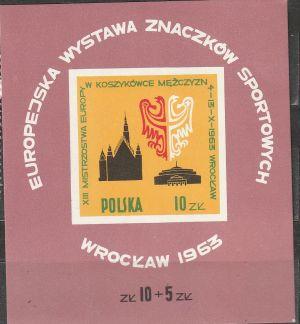 EUROPEJSKA WYSTAWA ZNACZKÓW SPORTOWYCH
XIII MISTRZOSTWA EUROPY W KOSZYKÓWCE MĘŻCZYZN 4-13-X-1963 WROCŁAW
POLSKA 10 ZŁ
WROCŁAW 1963
ZŁ 10 + 5 ZŁ